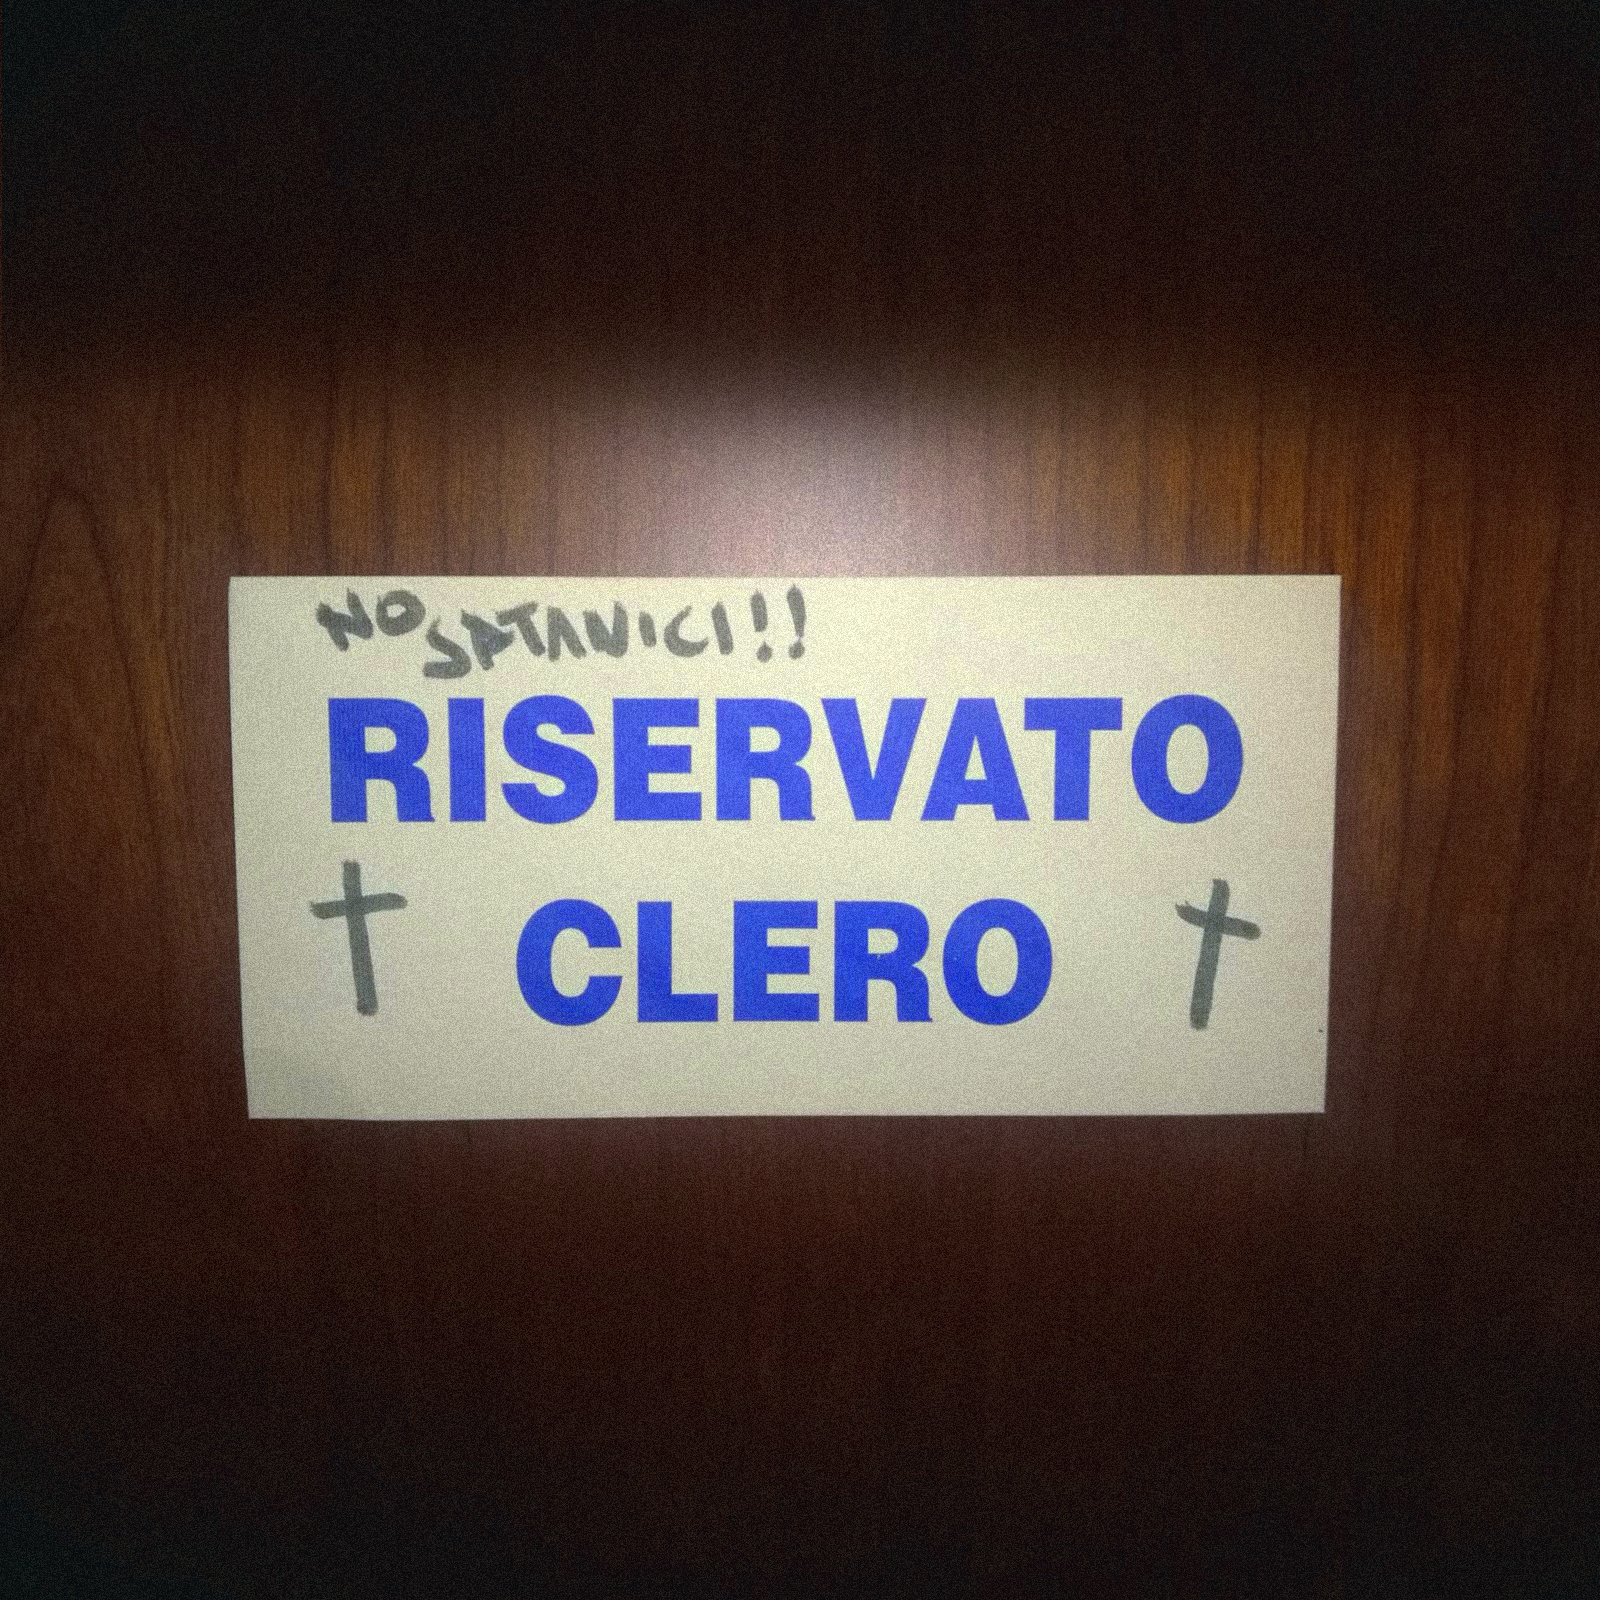 NO SATANICI!!
RISERVATO
CLERO